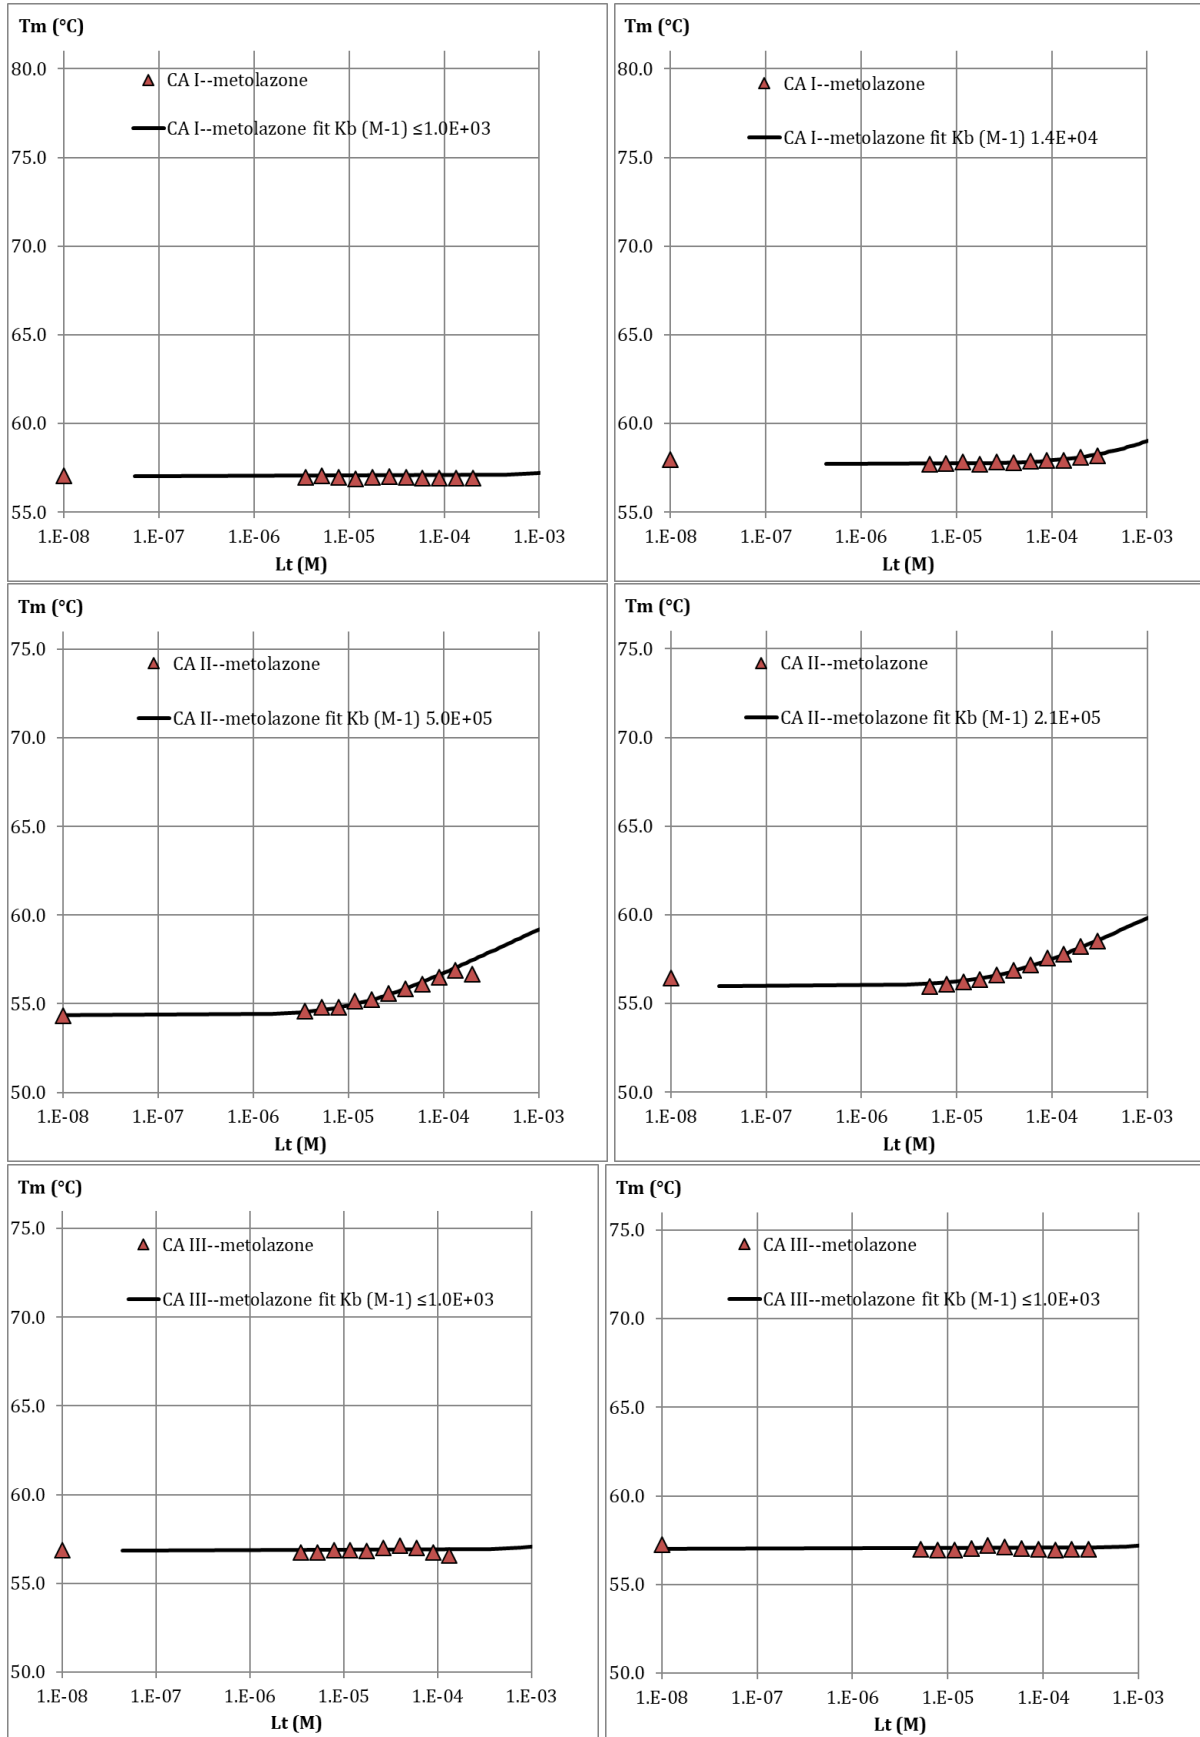 Tm (°C)
80.0
75.0
70.0
65.0
60.0
55.0
CA I--metolazone
CA I--metolazone fit Kb (M-1) ≤1.0E+03
1.E-08 1.E-07 1.E-06 1.E-05 1.E-04 1.E-03
Lt (M)
Tm (°C)
80.0
75.0
70.0
65.0
60.0
55.0
CA I--metolazone
CA I--metolazone fit Kb (M-1) 1.4E+04
1.E-08 1.E-07 1.E-06 1.E-05 1.E-04 1.E-03
Lt (M)
Tm (°C)
75.0
70.0
65.0
60.0
55.0
50.0
CA II--metolazone
CA II--metolazone fit Kb (M-1) 5.0E+05
1.E-08 1.E-07 1.E-06 1.E-05 1.E-04 1.E-03
Lt (M)
Tm (°C)
75.0
70.0
65.0
60.0
55.0
50.0
CA II--metolazone
CA II--metolazone fit Kb (M-1) 2.1E+05
1.E-08 1.E-07 1.E-06 1.E-05 1.E-04 1.E-03
Lt (M)
Tm (°C)
75.0
70.0
65.0
60.0
55.0
50.0
CA III--metolazone
CA III--metolazone fit Kb (M-1) ≤1.0E+03
1.E-08 1.E-07 1.E-06 1.E-05 1.E-04 1.E-03
Lt (M)
Tm (°C)
75.0
70.0
65.0
60.0
55.0
50.0
CA III--metolazone
CA III--metolazone fit Kb (M-1) ≤1.0E+03
1.E-08 1.E-07 1.E-06 1.E-05 1.E-04 1.E-03
Lt (M)